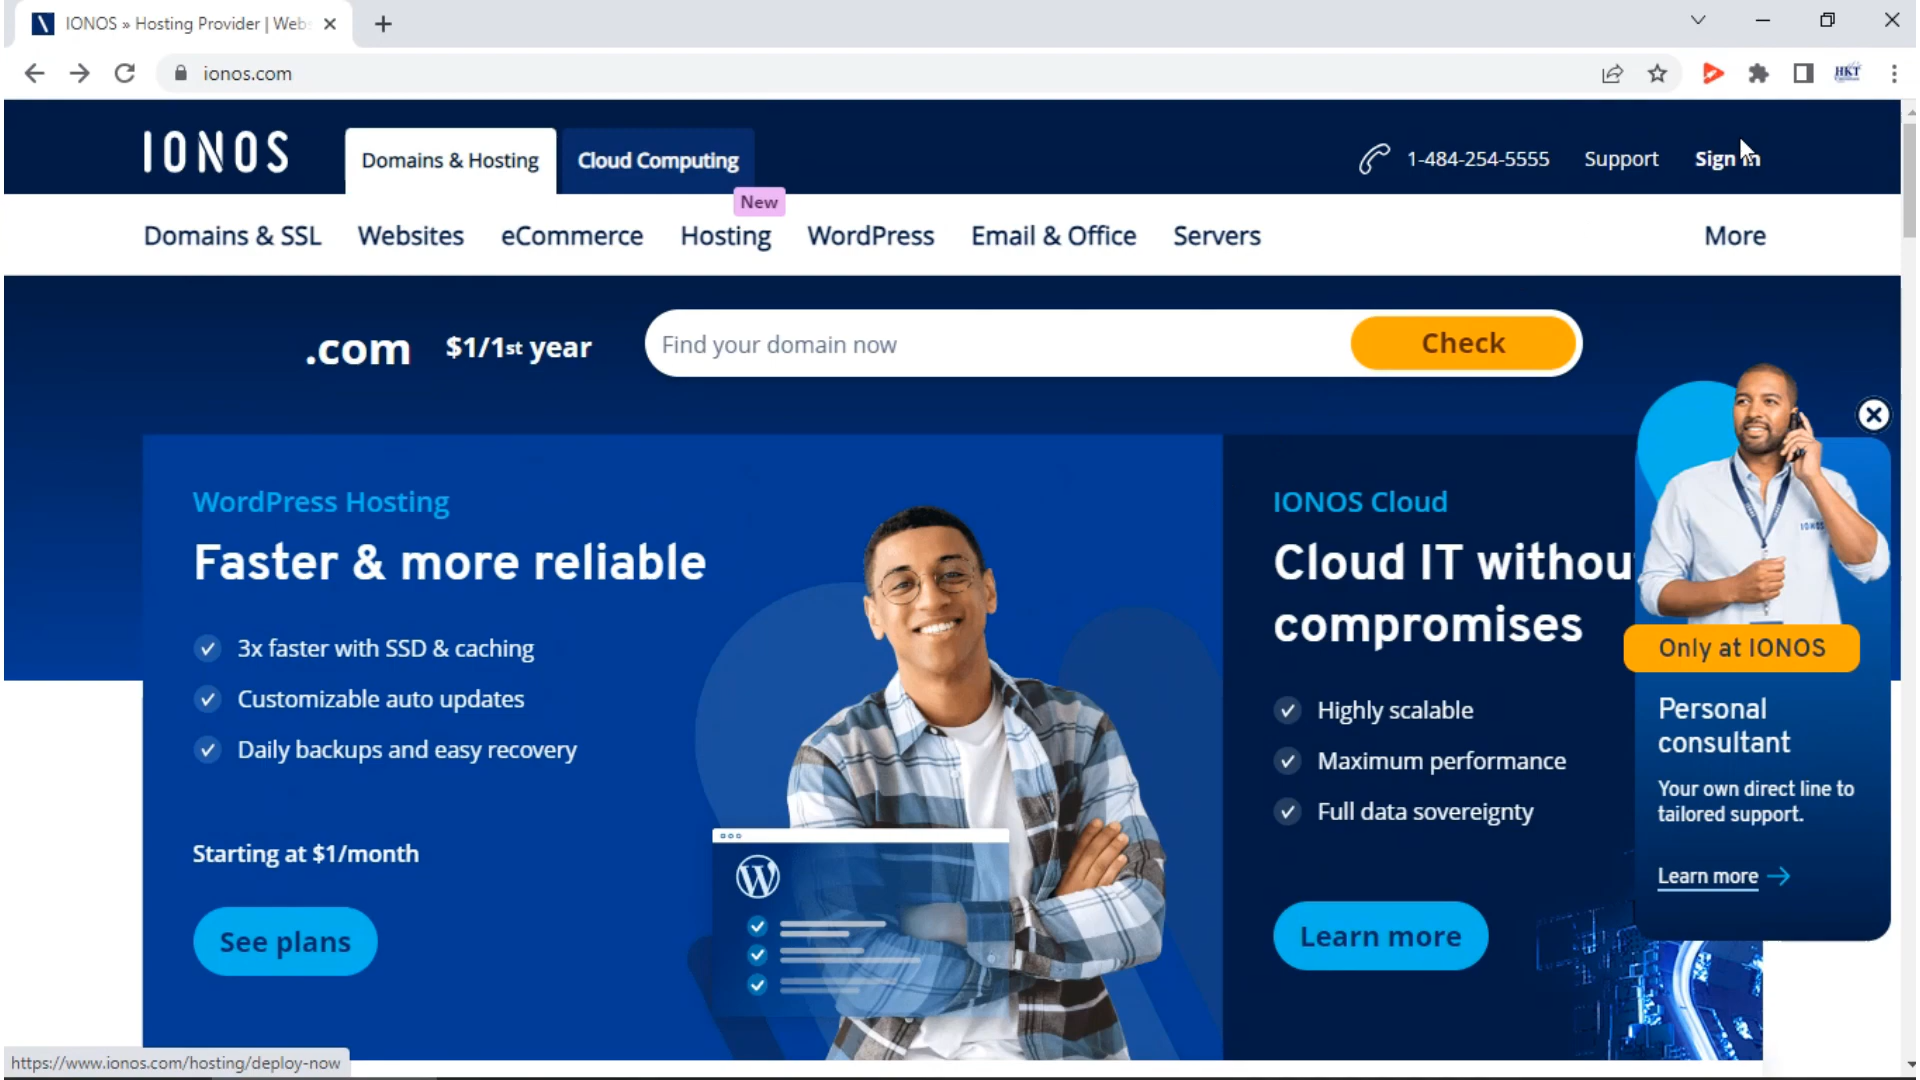 IONOS » Hosting Provider | Web
ionos.com
HKT
IONOS
Domains & Hosting
Cloud Computing
1-484-254-5555
Support
Sign in
New
Domains & SSL
Websites
eCommerce
Hosting
WordPress
Email & Office
Servers
More
.com
$1/1st year
Find your domain now
Check
WordPress Hosting
Faster & more reliable
3x faster with SSD & caching
Customizable auto updates
Daily backups and easy recovery
Starting at $1/month
See plans
IONOS Cloud
Cloud IT withou
compromises
Highly scalable
Maximum performance
Full data sovereignty
Learn more
IONOS
Only at IONOS
Personal
consultant
Your own direct line to
tailored support.
Learn more
https://www.ionos.com/hosting/deploy-now